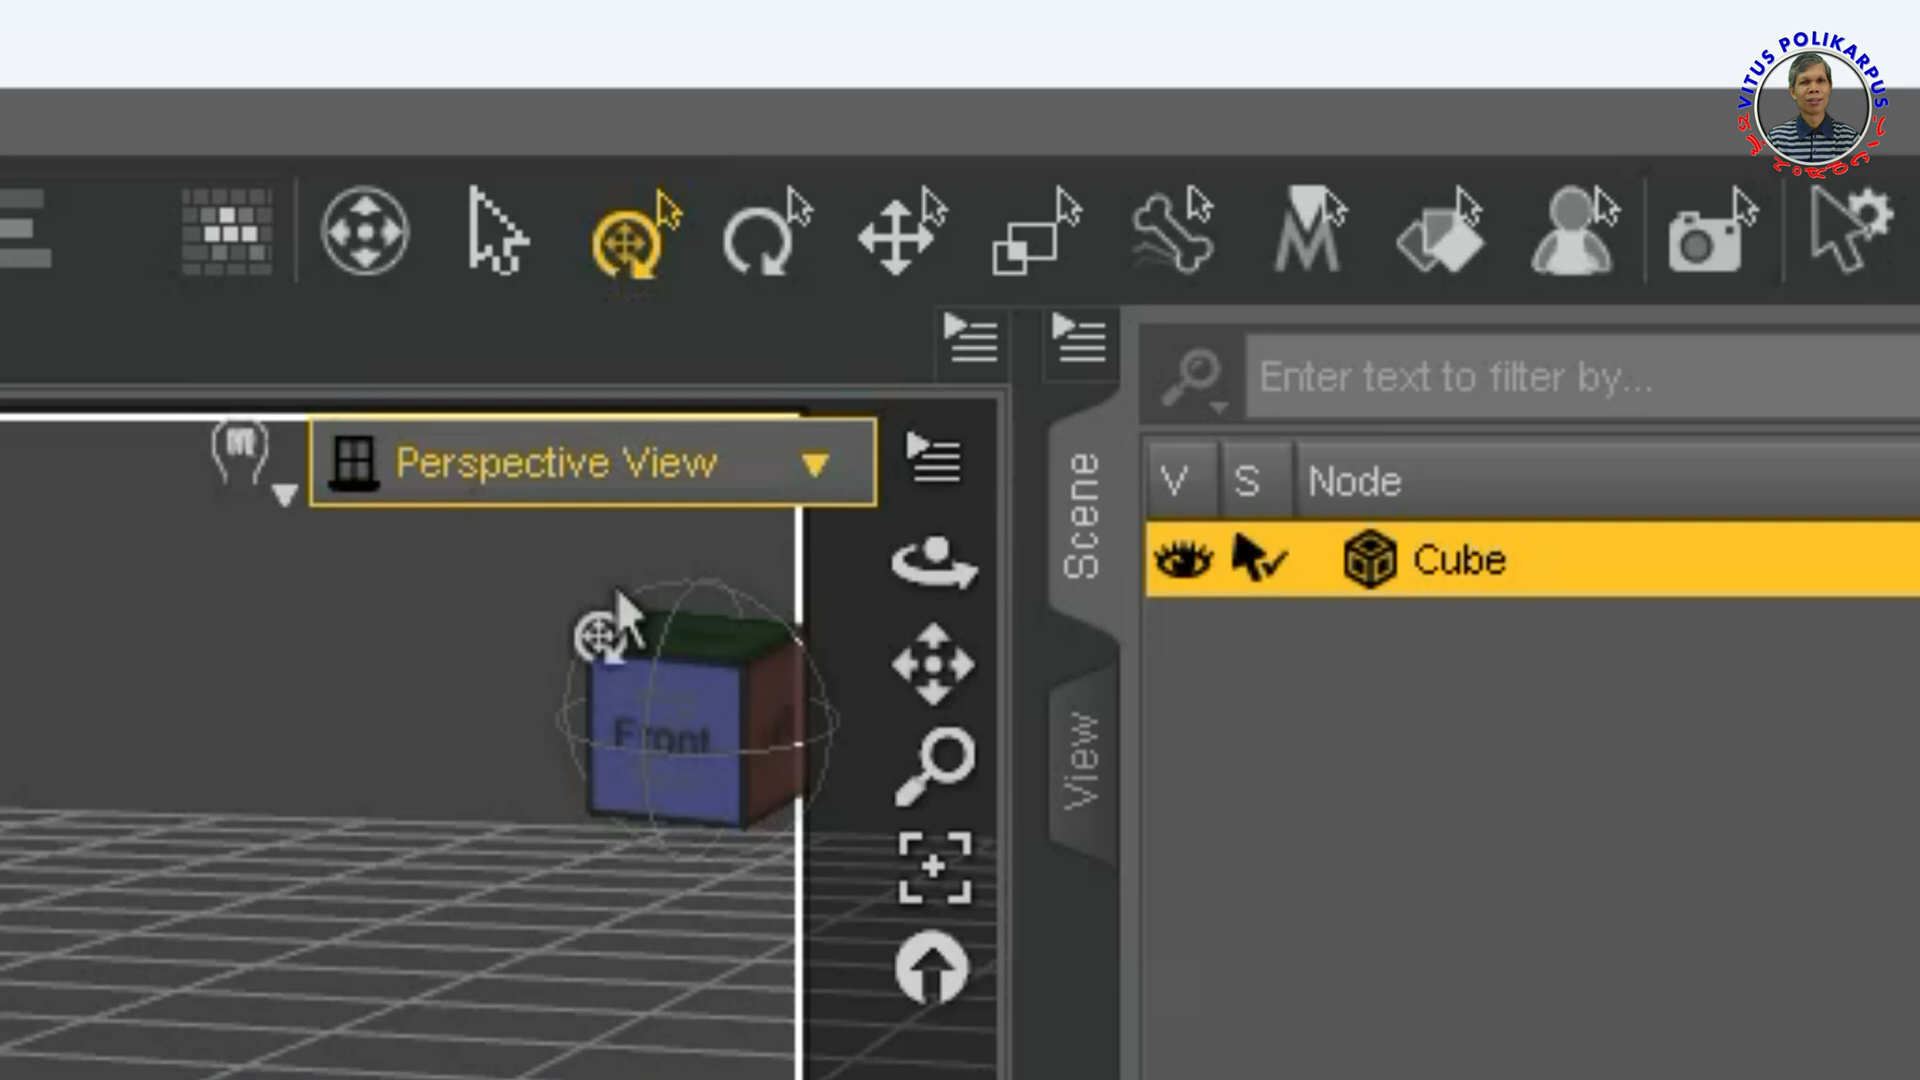 VITUS POLIKARPUS
Enter text to filter by...
Perspective View
Scene
V S Node
Cube
Front
View